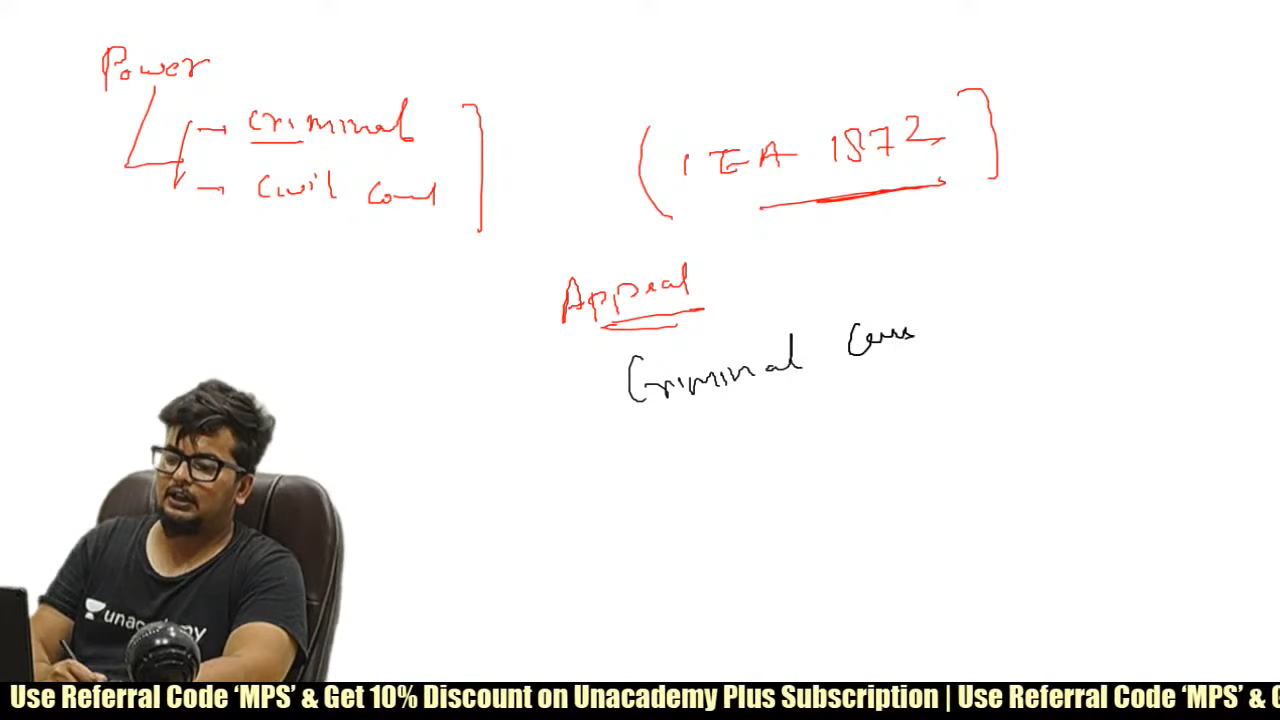 Power
→ criminal
→ civil court
( IEA 1872 ]
Appeal
Criminal
unacademy
Use Referral Code 'MPS' & Get 10% Discount on Unacademy Plus Subscription | Use Referral Code 'MPS' & G